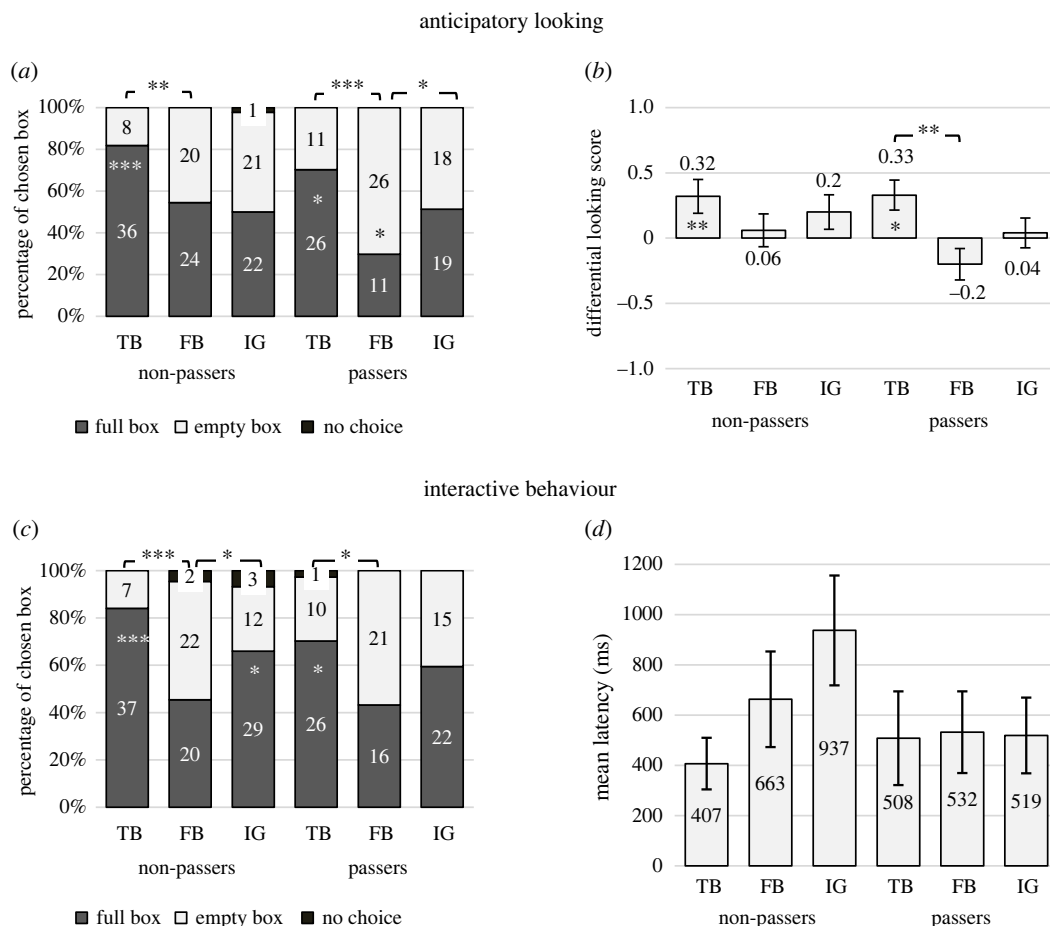 anticipatory looking
(a)
** *** *
100%
80%
60%
40%
20%
0%
percentage of chosen box
8 20 1 21 11 26 18
*** * *
36 24 22 26 11 19
TB FB IG TB FB IG
non-passers passers
full box empty box no choice
(b)
1.0
0.5
0
–0.5
–1.0
differential looking score
**
0.32 0.2 0.33
** *
0.06 –0.2 0.04
TB FB IG TB FB IG
non-passers passers
interactive behaviour
(c)
*** * *
100%
80%
60%
40%
20%
0%
percentage of chosen box
2 3 1
7 22 12 10 21 15
*** * *
37 20 29 26 16 22
TB FB IG TB FB IG
non-passers passers
full box empty box no choice
(d)
1200
1000
800
600
400
200
0
mean latency (ms)
407 663 937 508 532 519
TB FB IG TB FB IG
non-passers passers